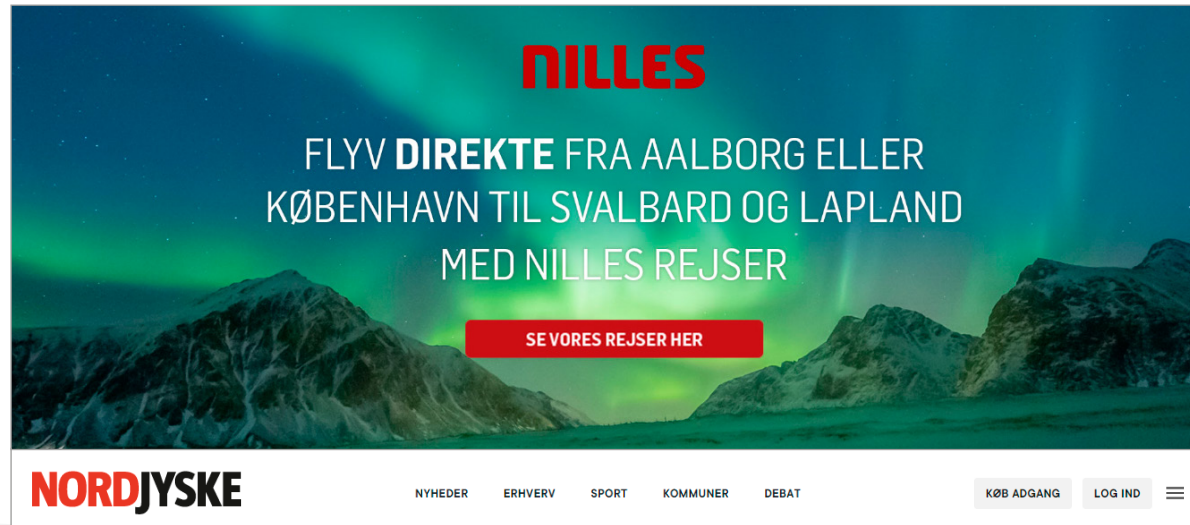 NILLES
FLYV DIREKTE FRA AALBORG ELLER
KØBENHAVN TIL SVALBARD OG LAPLAND
MED NILLES REJSER
SE VORES REJSER HER
NORDJYSKE NYHEDER ERHVERV SPORT KOMMUNER DEBAT KØB ADGANG LOG IND